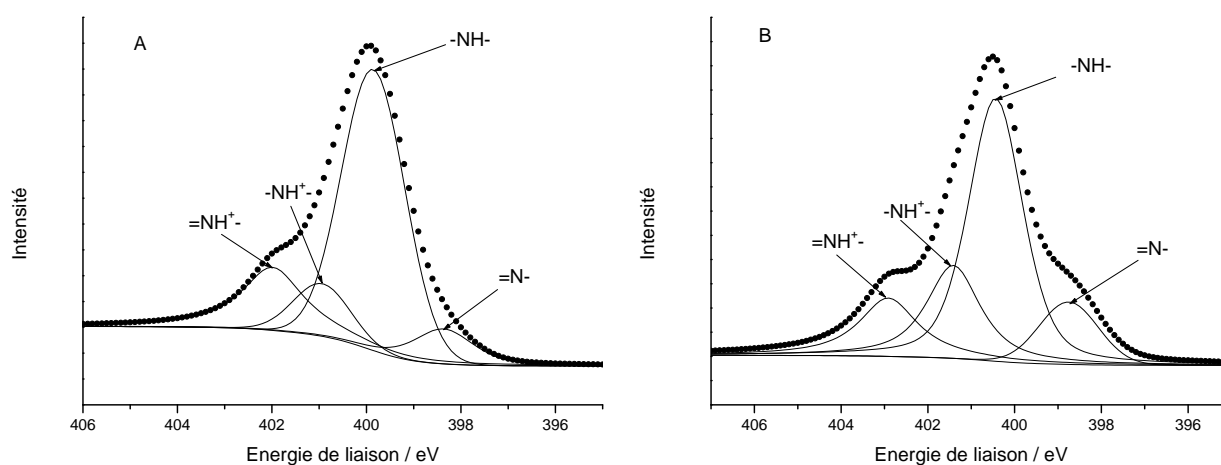 A
-NH-
-NH⁺-
=NH⁺-
=N-
Intensité
406 404 402 400 398 396
Energie de liaison / eV
B
-NH-
-NH⁺-
=NH⁺-
=N-
Intensité
406 404 402 400 398 396
Energie de liaison / eV